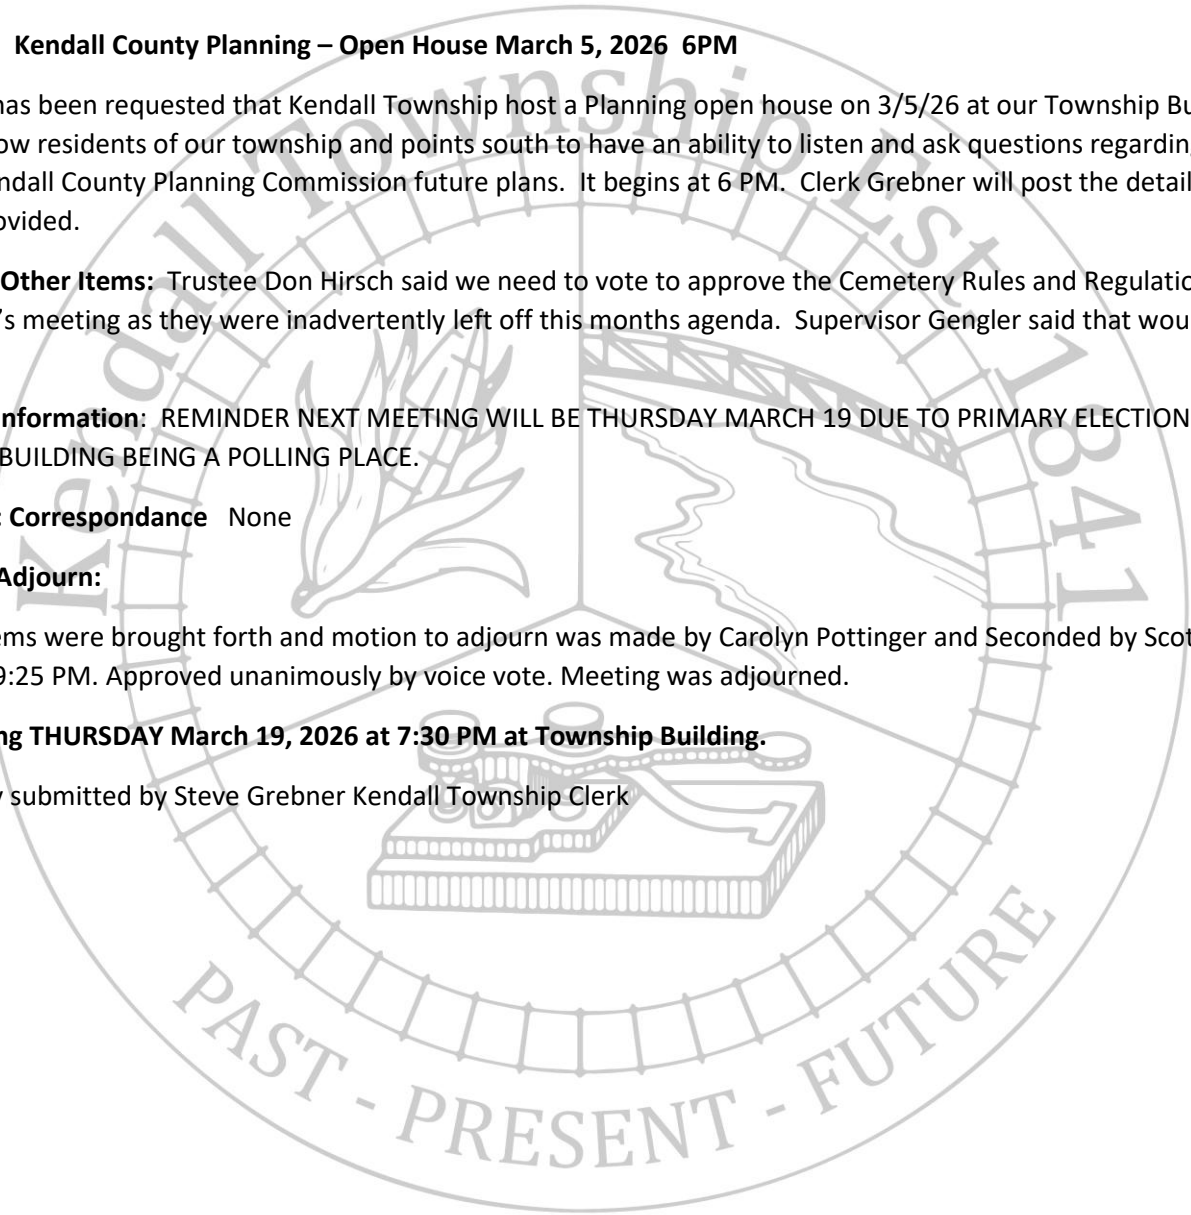 Kendall County Planning – Open House March 5, 2026 6PM
has been requested that Kendall Township host a Planning open house on 3/5/26 at our Township Bu
ow residents of our township and points south to have an ability to listen and ask questions regarding
ndall County Planning Commission future plans. It begins at 6 PM. Clerk Grebner will post the detail
ovided.
Other Items: Trustee Don Hirsch said we need to vote to approve the Cemetery Rules and Regulatio
's meeting as they were inadvertently left off this months agenda. Supervisor Gengler said that wou
nformation: REMINDER NEXT MEETING WILL BE THURSDAY MARCH 19 DUE TO PRIMARY ELECTION
BUILDING BEING A POLLING PLACE.
: Correspondance None
Adjourn:
ems were brought forth and motion to adjourn was made by Carolyn Pottinger and Seconded by Scot
9:25 PM. Approved unanimously by voice vote. Meeting was adjourned.
ng THURSDAY March 19, 2026 at 7:30 PM at Township Building.
y submitted by Steve Grebner Kendall Township Clerk
Kendall Township Est 1841
PAST - PRESENT - FUTURE